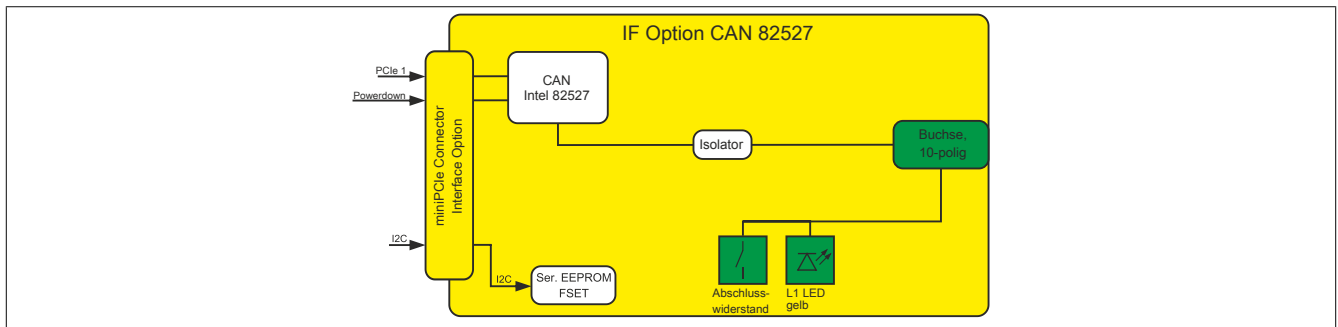 IF Option CAN 82527
PCIe 1
Powerdown
miniPCIe Connector
Interface Option
CAN
Intel 82527
Isolator
Buchse,
10-polig
I2C
I2C
Ser. EEPROM
FSET
Abschluss-
widerstand
L1 LED
gelb